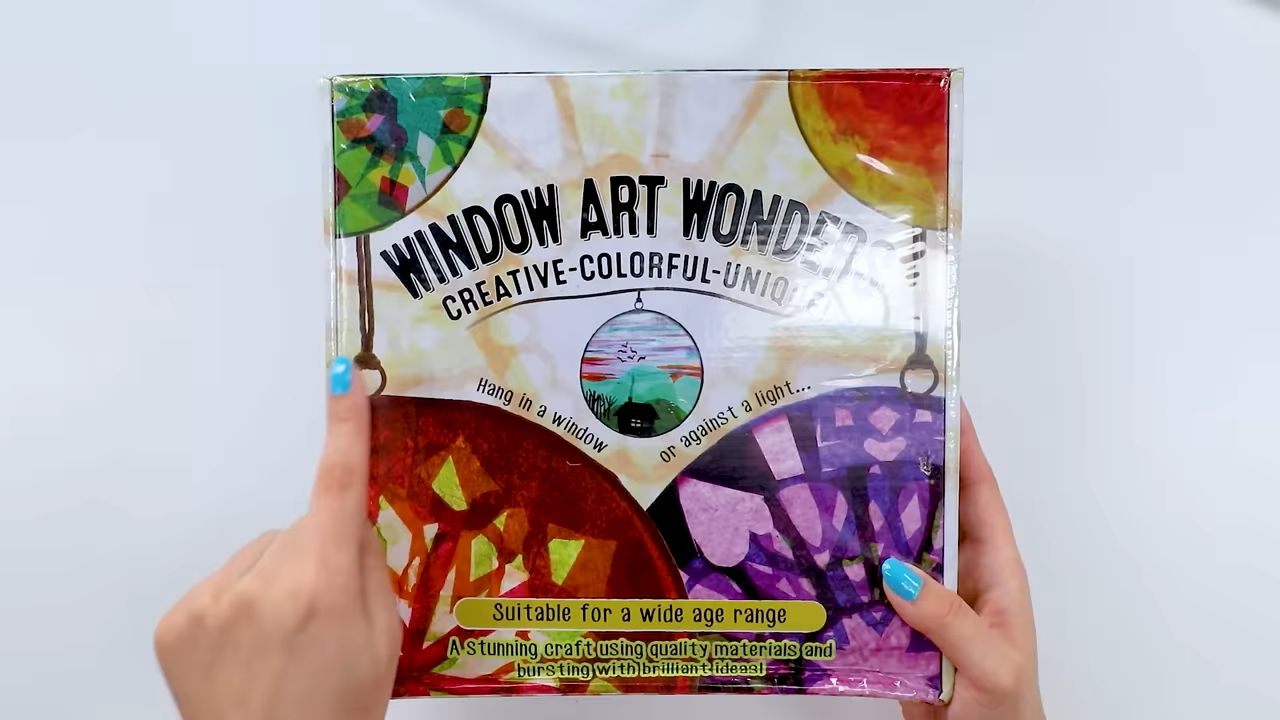 WINDOW ART WONDERS
CREATIVE-COLORFUL-UNIQUE
Hang in a window
or against a light...
Suitable for a wide age range
A stunning craft using quality materials and
bursting with brilliant ideas!